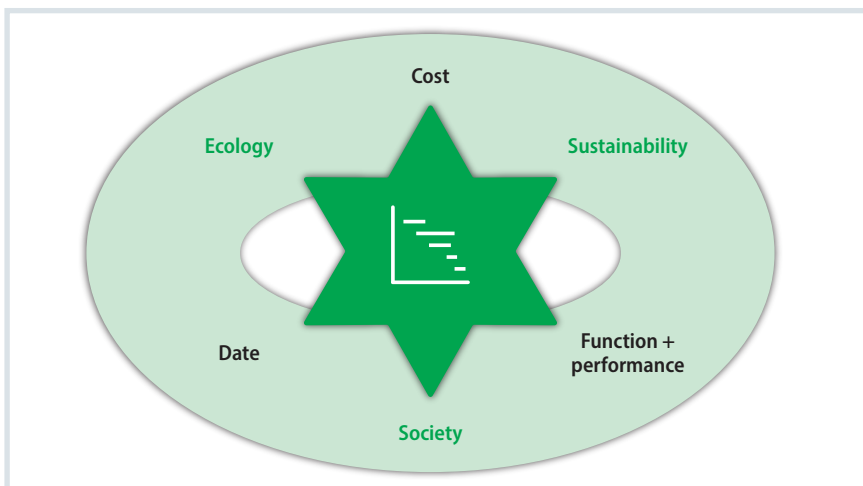 Cost
Ecology
Sustainability
Date
Function +
performance
Society